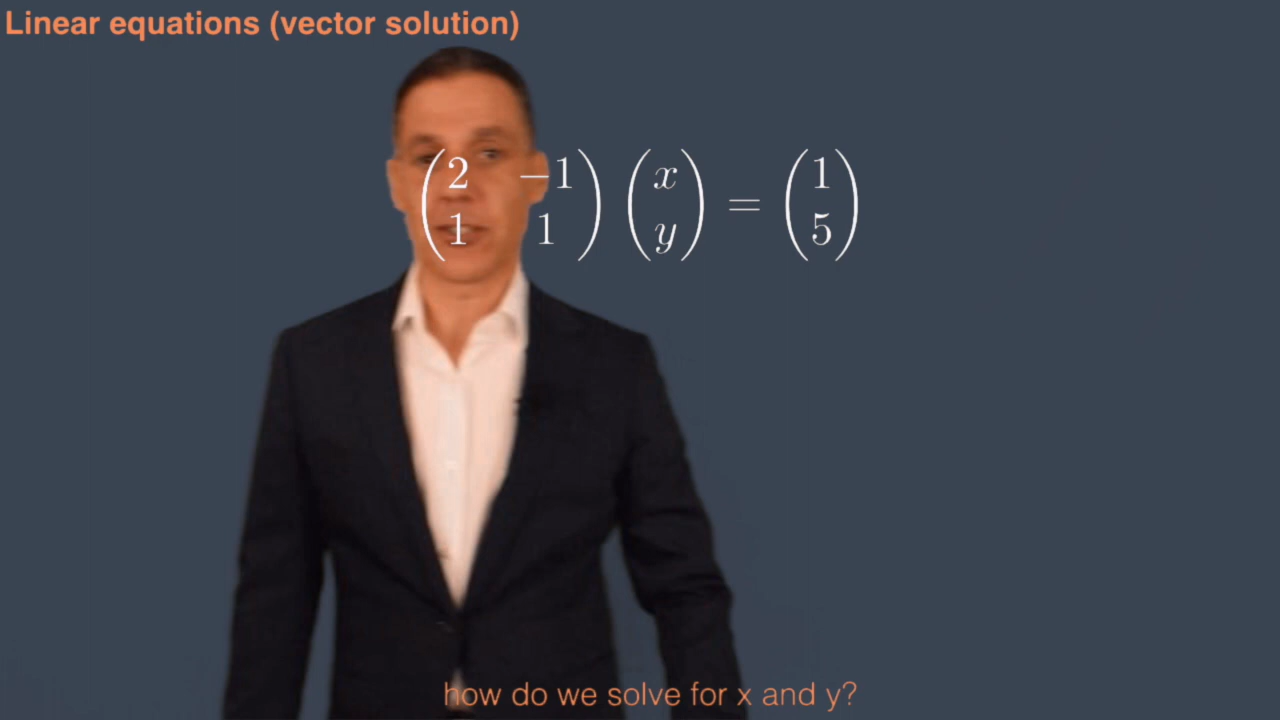 Linear equations (vector solution)
(2 −1) (x) = (1)
(1 1) (y) (5)
how do we solve for x and y?